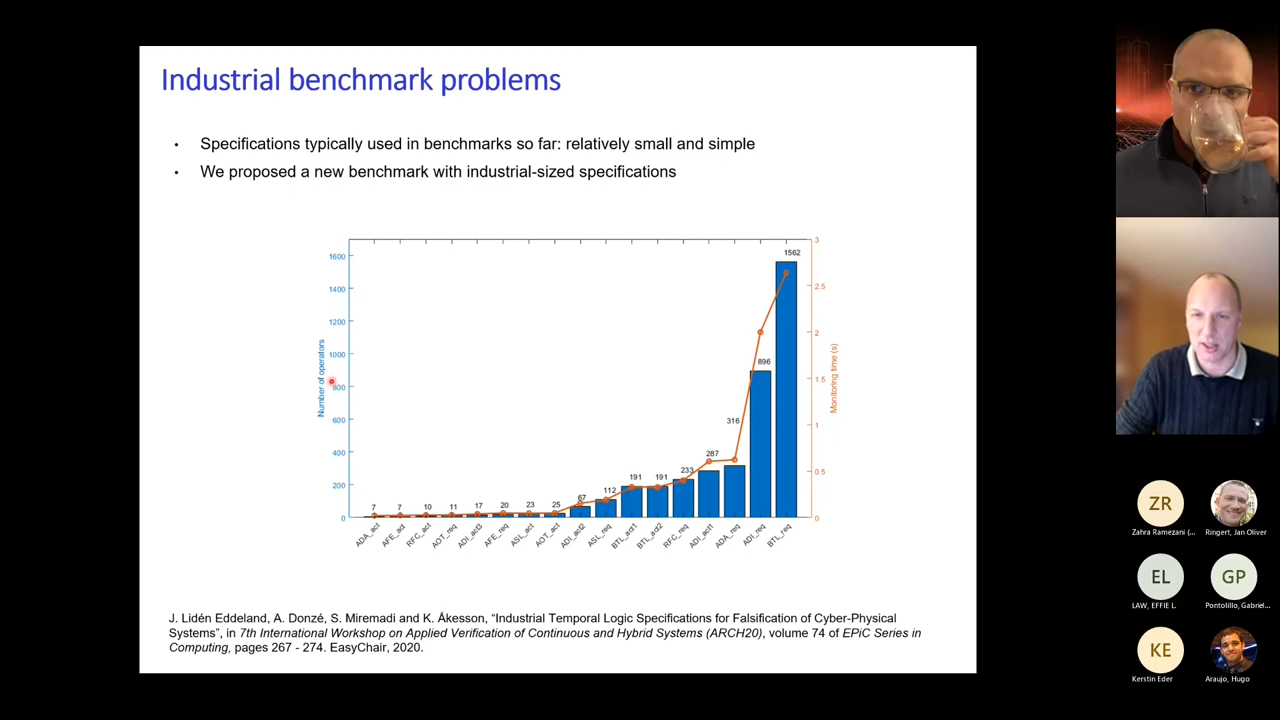 Industrial benchmark problems
• Specifications typically used in benchmarks so far: relatively small and simple
• We proposed a new benchmark with industrial-sized specifications
Number of operators
1600
1400
1200
1000
800
600
400
200
0
Monitoring time (s)
3
2.5
2
1.5
1
0.5
0
7
7
10
11
17
20
23
25
67
112
191
191
233
287
316
896
1562
ADA_act
AFE_act
RFC_act
AOT_req
ADI_act3
AFE_req
ASL_act
AOT_act
ADI_act2
ASL_req
BTL_act1
BTL_act2
RFC_req
ADI_act1
ADA_req
ADI_req
BTL_req
J. Lidén Eddeland, A. Donzé, S. Miremadi and K. Åkesson, “Industrial Temporal Logic Specifications for Falsification of Cyber-Physical
Systems”, in 7th International Workshop on Applied Verification of Continuous and Hybrid Systems (ARCH20), volume 74 of EPiC Series in
Computing, pages 267 - 274. EasyChair, 2020.
ZR
Zahra Ramezani (...
Ringert, Jan Oliver
EL
LAW, EFFIE L.
GP
Pontolillo, Gabriel...
KE
Kerstin Eder
Araujo, Hugo